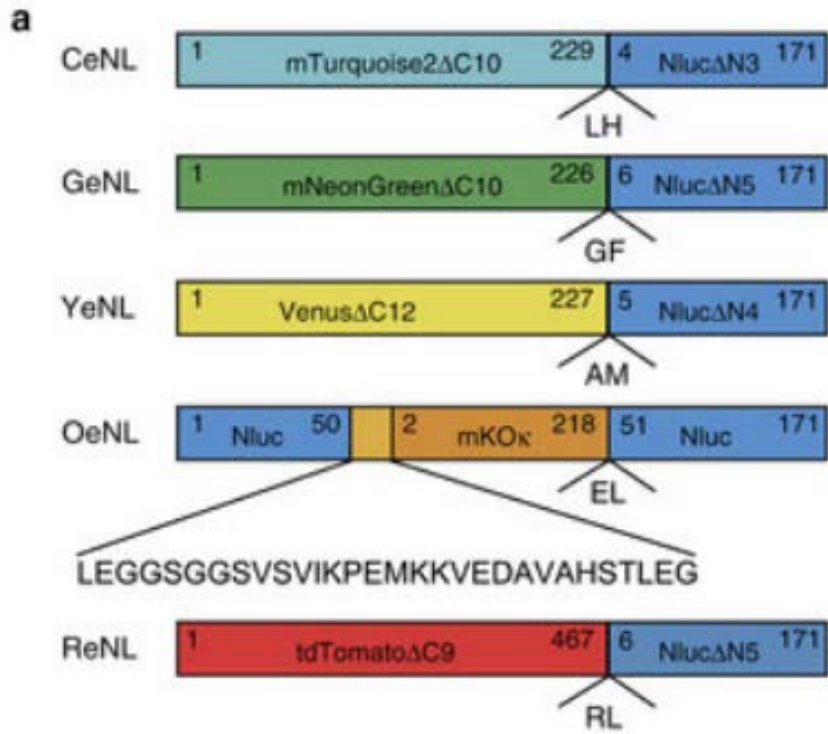 a
CeNL 1 mTurquoise2ΔC10 229 4 NlucΔN3 171
LH
GeNL 1 mNeonGreenΔC10 226 6 NlucΔN5 171
GF
YeNL 1 VenusΔC12 227 5 NlucΔN4 171
AM
OeNL 1 Nluc 50 2 mKOκ 218 51 Nluc 171
EL
LEGGSGGSVSVIKPEMKKVEDAVAHSTLEG
ReNL 1 tdTomatoΔC9 467 6 NlucΔN5 171
RL